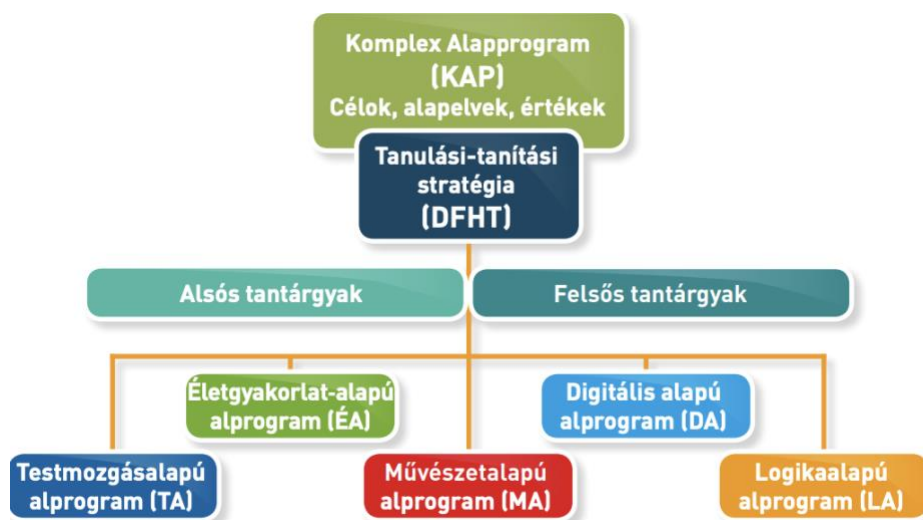 Komplex Alapprogram
(KAP)
Célok, alapelvek, értékek
Tanulási-tanítási
stratégia
(DFHT)
Alsós tantárgyak
Felsős tantárgyak
Életgyakorlat-alapú
alprogram (ÉA)
Digitális alapú
alprogram (DA)
Testmozgásalapú
alprogram (TA)
Művészetalapú
alprogram (MA)
Logikaalapú
alprogram (LA)